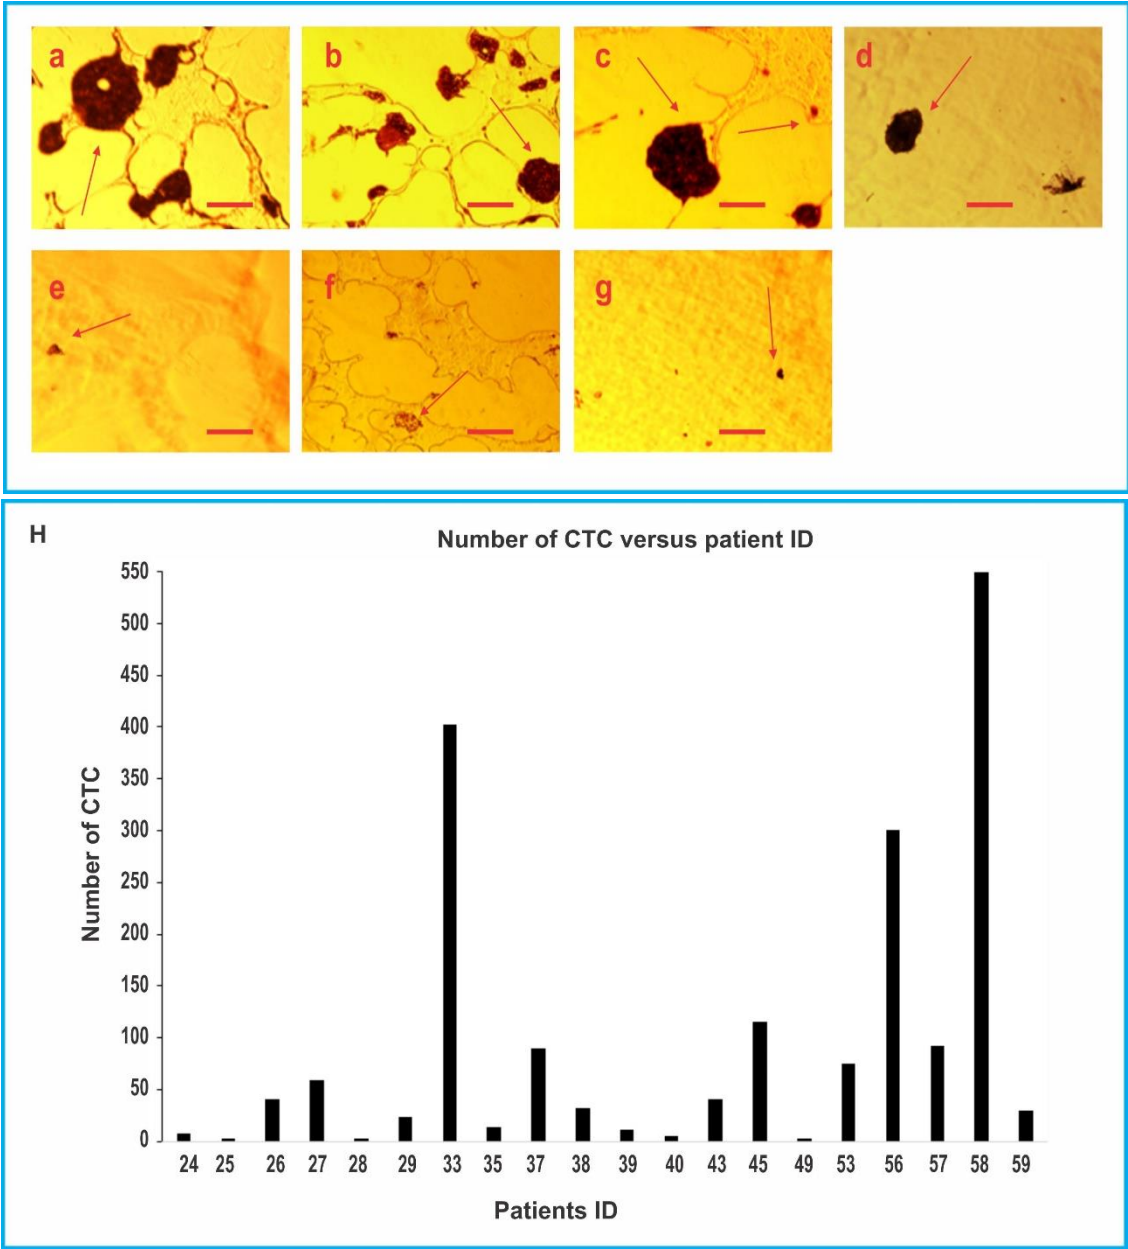 a
b
c
d
e
f
g
H
Number of CTC versus patient ID
550
500
450
400
350
300
250
200
150
100
50
0
Number of CTC
24 25 26 27 28 29 33 35 37 38 39 40 43 45 49 53 56 57 58 59
Patients ID